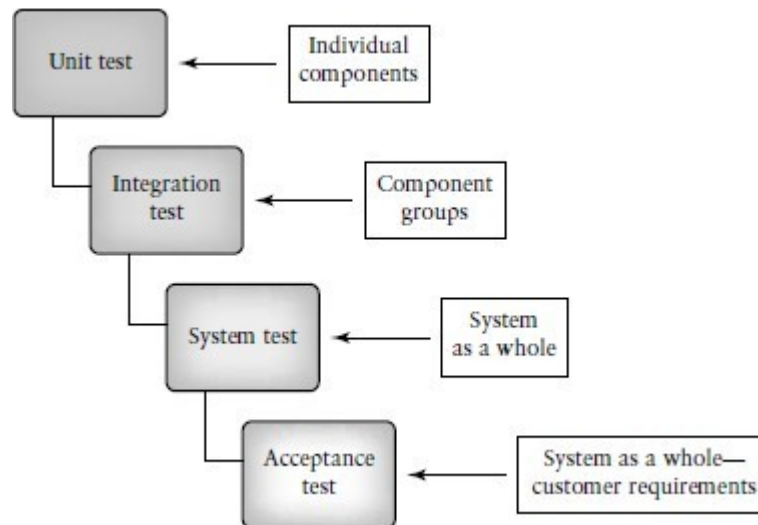 Unit test
Individual
components
Integration
test
Component
groups
System test
System
as a whole
Acceptance
test
System as a whole—
customer requirements